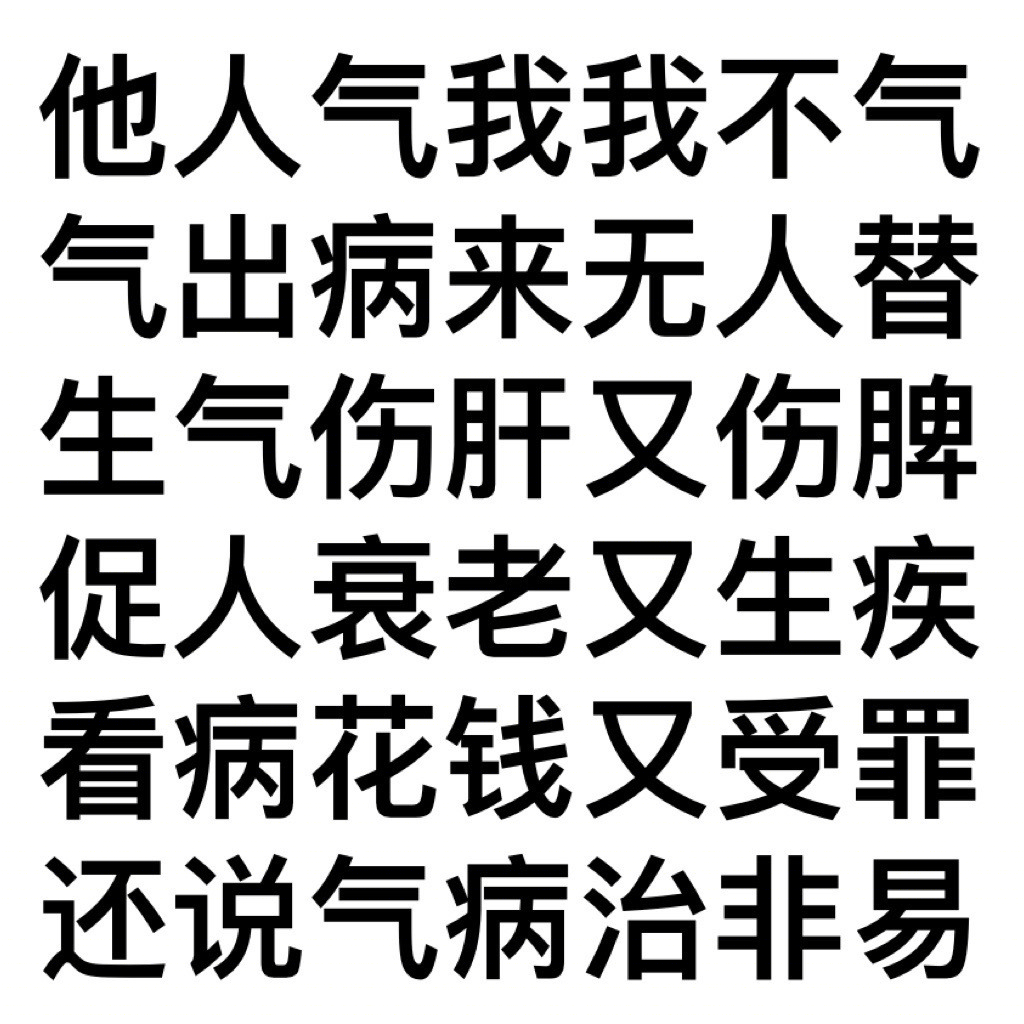 他人气我我不气
气出病来无人替
生气伤肝又伤脾
促人衰老又生疾
看病花钱又受罪
还说气病治非易